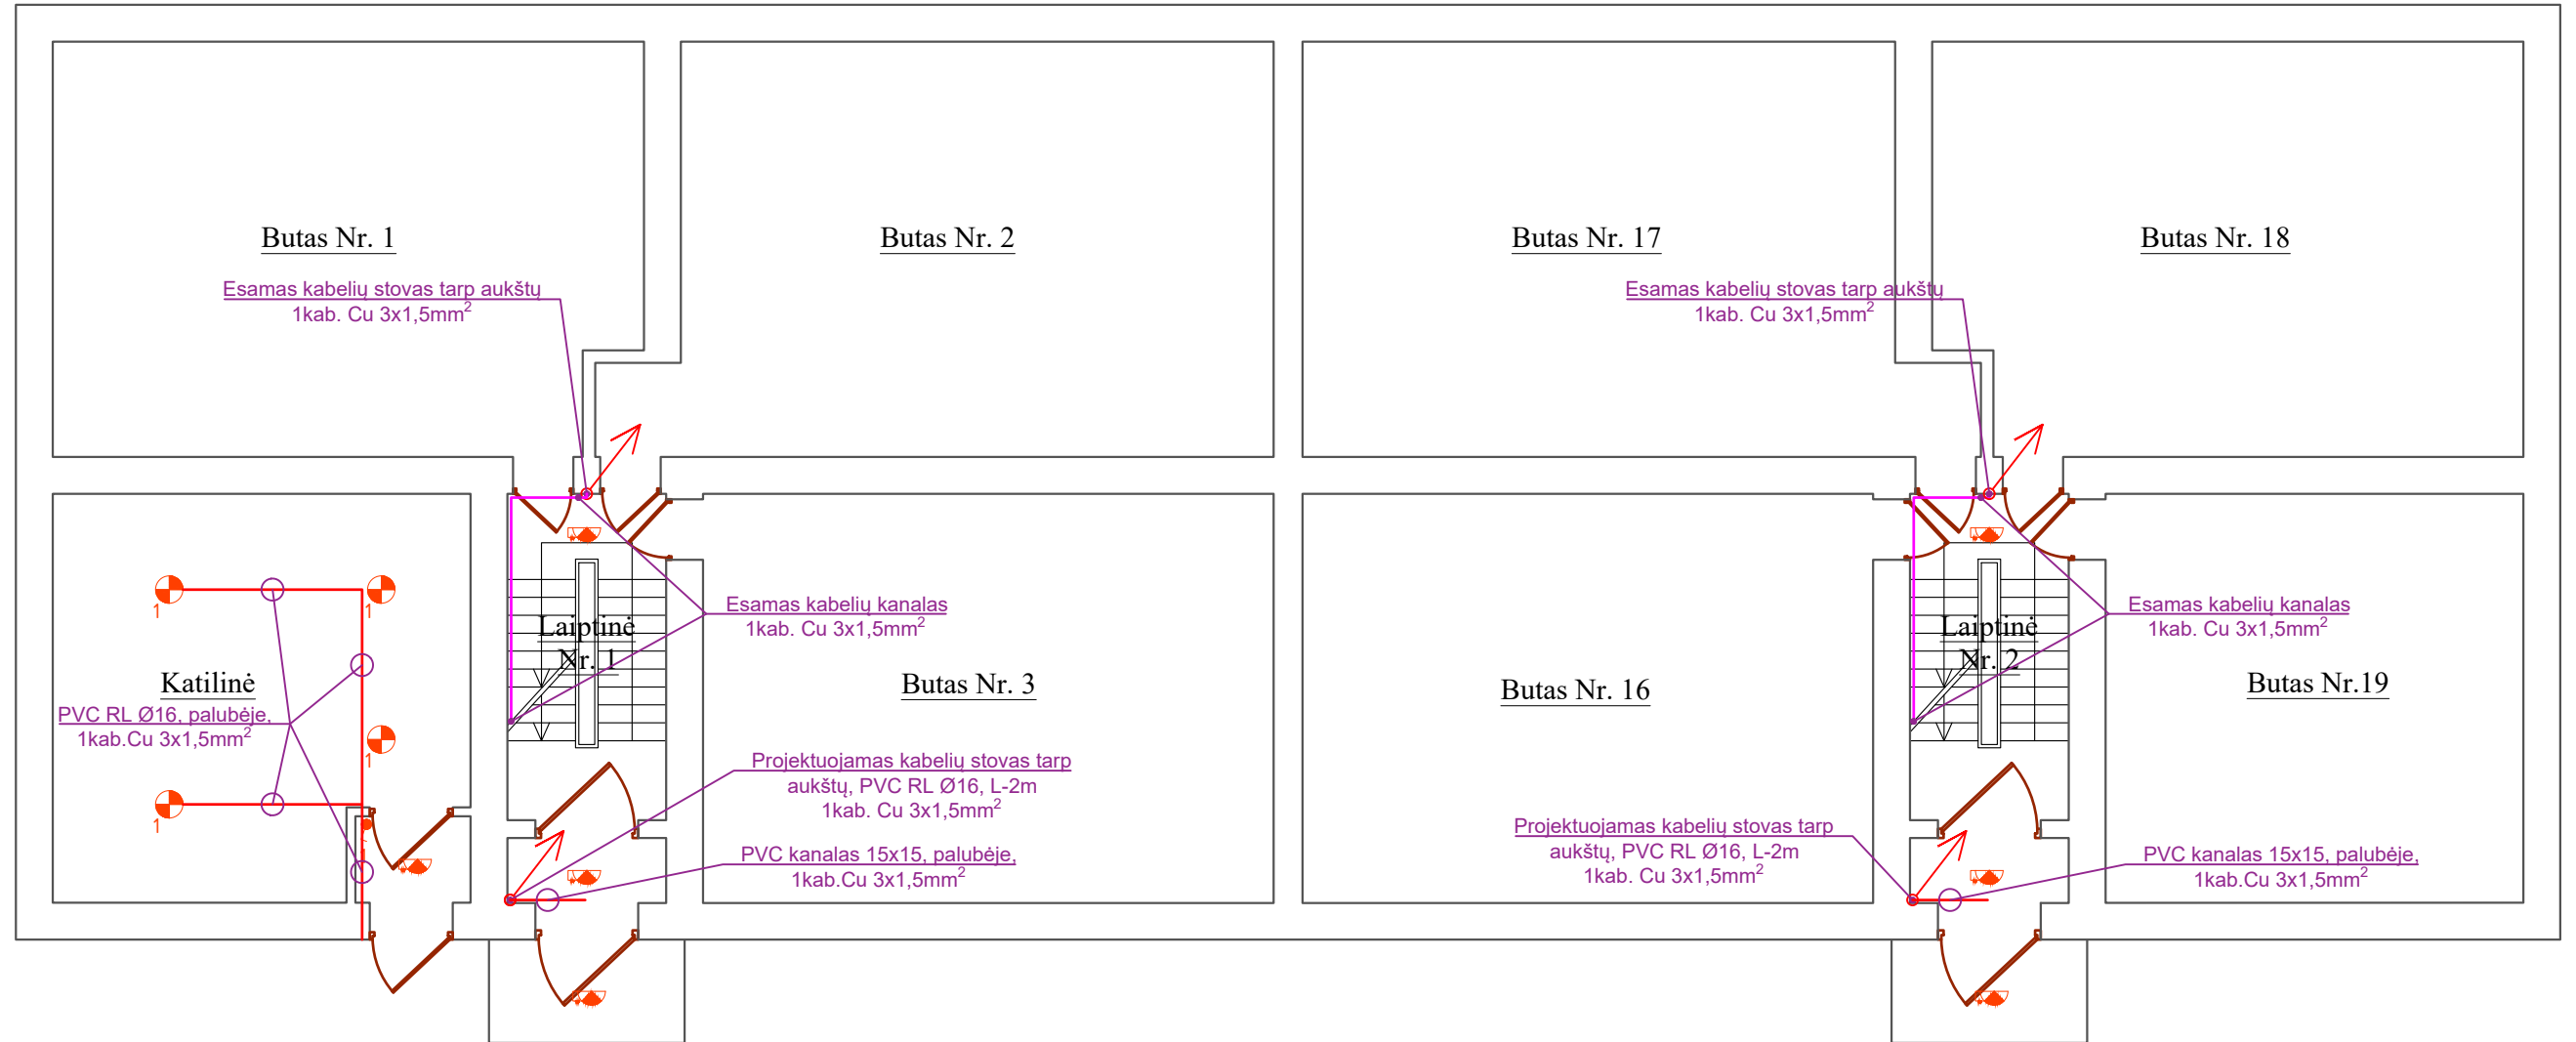 Butas Nr. 1
Butas Nr. 2
Butas Nr. 17
Butas Nr. 18
Esamas kabelių stovas tarp aukštų
1kab. Cu 3x1,5mm²
Esamas kabelių stovas tarp aukštų
1kab. Cu 3x1,5mm²
1
1
Esamas kabelių kanalas
1kab. Cu 3x1,5mm²
Esamas kabelių kanalas
1kab. Cu 3x1,5mm²
Laiptinė
Nr. 1
Laiptinė
Nr. 2
Katilinė
Butas Nr. 3
Butas Nr. 16
Butas Nr.19
PVC RL Ø16, palubėje,
1kab.Cu 3x1,5mm²
1
1
Projektuojamas kabelių stovas tarp
aukštų, PVC RL Ø16, L-2m
1kab. Cu 3x1,5mm²
Projektuojamas kabelių stovas tarp
aukštų, PVC RL Ø16, L-2m
1kab. Cu 3x1,5mm²
PVC kanalas 15x15, palubėje,
1kab.Cu 3x1,5mm²
PVC kanalas 15x15, palubėje,
1kab.Cu 3x1,5mm²